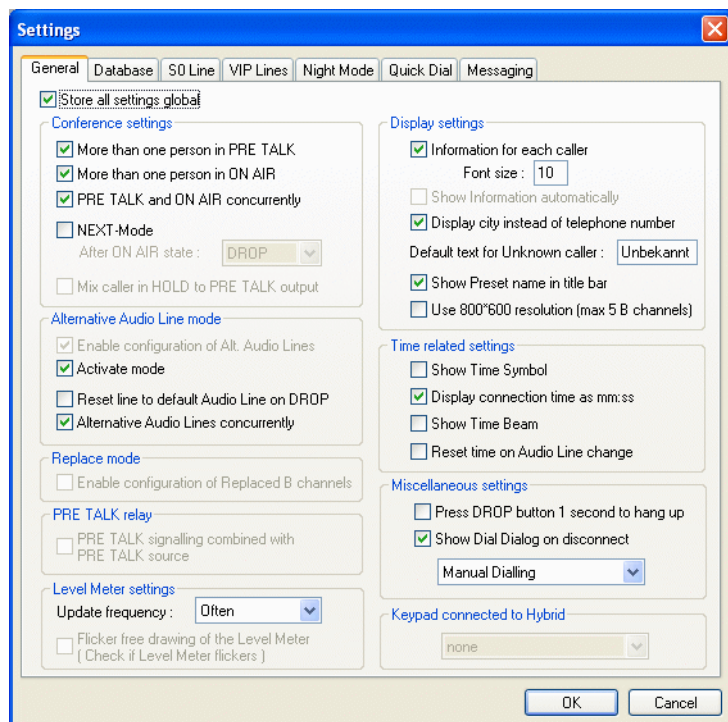 Settings
General
Database
S0 Line
VIP Lines
Night Mode
Quick Dial
Messaging
Store all settings global
Conference settings
More than one person in PRE TALK
More than one person in ON AIR
PRE TALK and ON AIR concurrently
NEXT-Mode
After ON AIR state :
DROP
Mix caller in HOLD to PRE TALK output
Alternative Audio Line mode
Enable configuration of Alt. Audio Lines
Activate mode
Reset line to default Audio Line on DROP
Alternative Audio Lines concurrently
Replace mode
Enable configuration of Replaced B channels
PRE TALK relay
PRE TALK signalling combined with
PRE TALK source
Level Meter settings
Update frequency :
Often
Flicker free drawing of the Level Meter
( Check if Level Meter flickers )
Display settings
Information for each caller
Font size :
10
Show Information automatically
Display city instead of telephone number
Default text for Unknown caller :
Unbekannt
Show Preset name in title bar
Use 800*600 resolution (max 5 B channels)
Time related settings
Show Time Symbol
Display connection time as mm:ss
Show Time Beam
Reset time on Audio Line change
Miscellaneous settings
Press DROP button 1 second to hang up
Show Dial Dialog on disconnect
Manual Dialling
Keypad connected to Hybrid
none
OK
Cancel